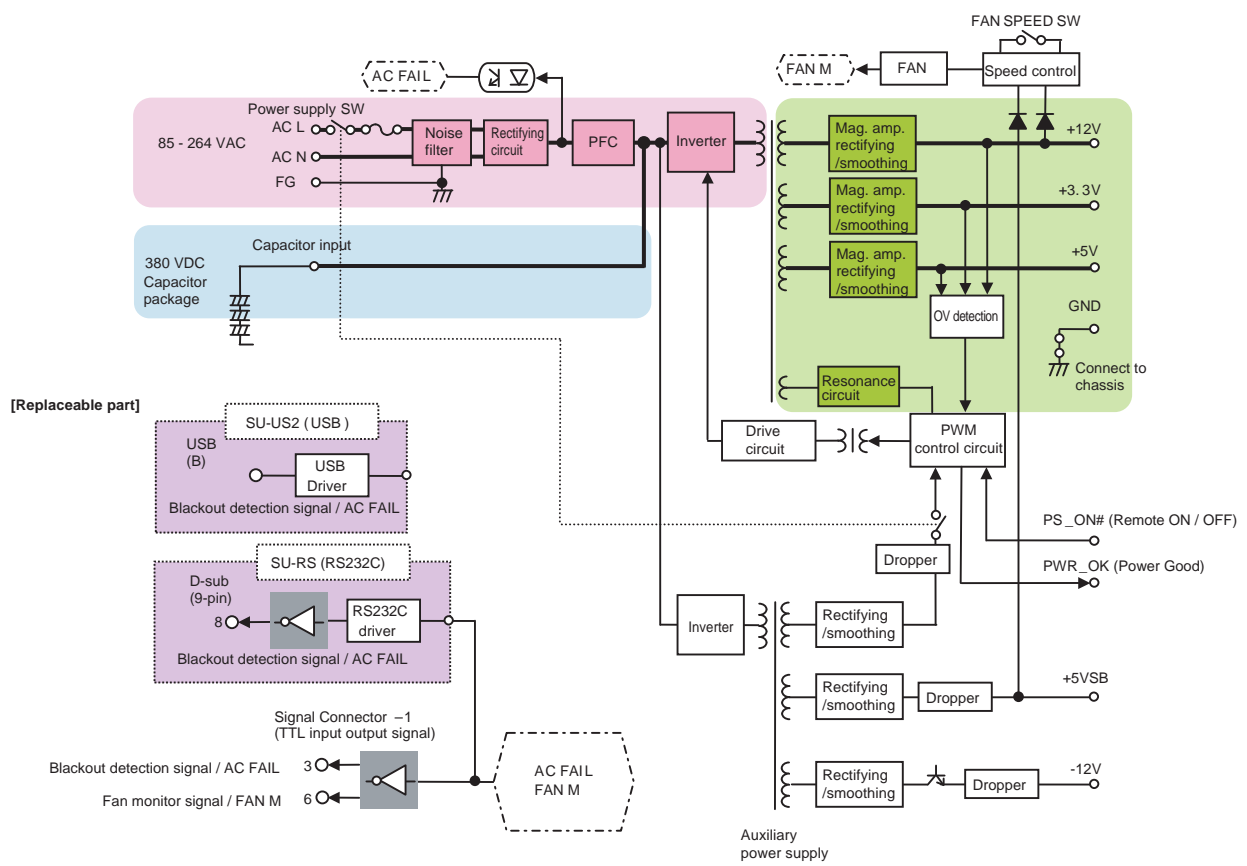 FAN SPEED SW
AC FAIL
FAN M
FAN
Speed control
Power supply SW
85 - 264 VAC
AC L
AC N
FG
Noise
filter
Rectifying
circuit
PFC
Inverter
Mag. amp.
rectifying
/smoothing
+12V
Mag. amp.
rectifying
/smoothing
+3. 3V
Mag. amp.
rectifying
/smoothing
+5V
Capacitor input
380 VDC
Capacitor
package
OV detection
GND
Connect to
chassis
Resonance
circuit
[Replaceable part]
SU-US2 ( USB )
USB
(B)
USB
Driver
Blackout detection signal / AC FAIL
Drive
circuit
PWM
control circuit
PS_ON# (Remote ON / OFF)
PWR_OK (Power Good)
Dropper
SU-RS (RS232C)
D-sub
(9-pin)
8
RS232C
driver
Blackout detection signal / AC FAIL
Inverter
Rectifying
/smoothing
Rectifying
/smoothing
Dropper
+5VSB
Signal Connector –1
(TTL input output signal)
Blackout detection signal / AC FAIL 3
Fan monitor signal / FAN M 6
AC FAIL
FAN M
Rectifying
/smoothing
Dropper
-12V
Auxiliary
power supply